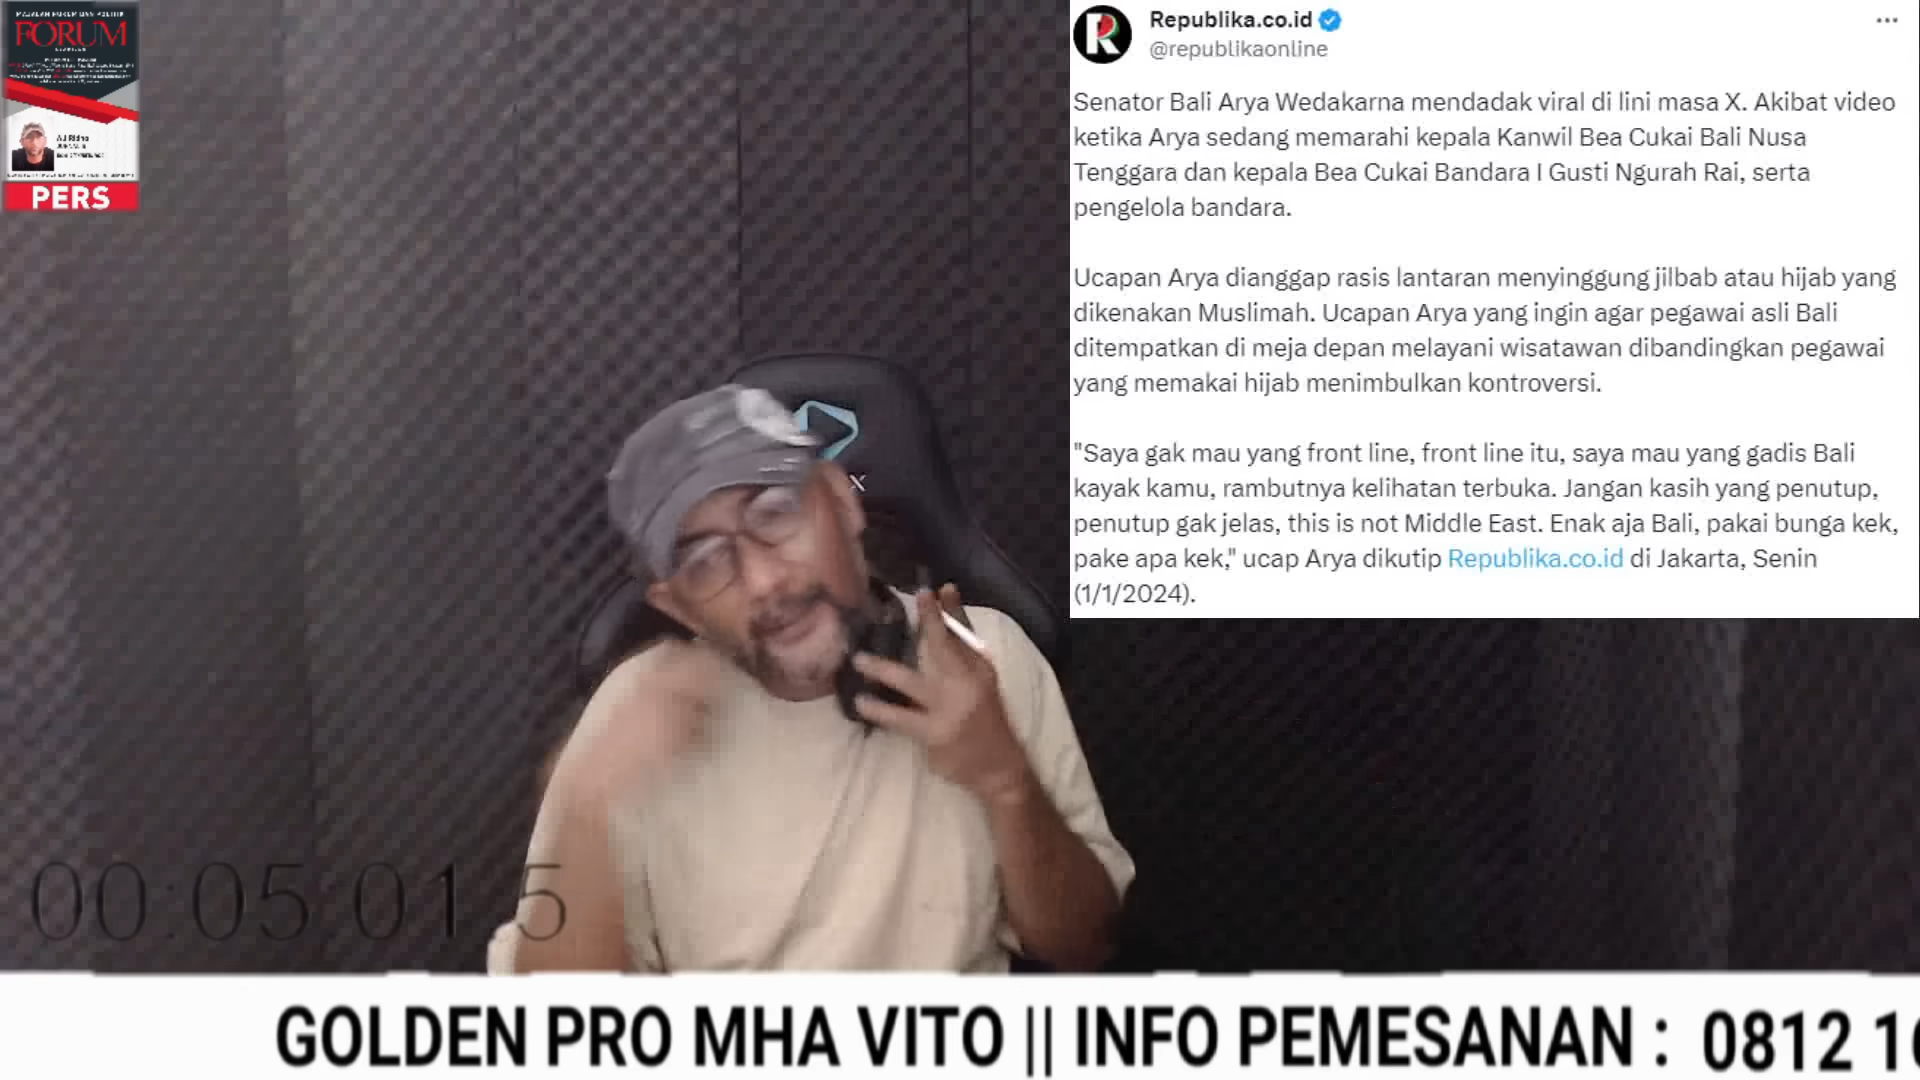 MAJALAH FORUM DAN POLITIK
FORUM
Ali Ridho
PERS
Republika.co.id
@republikaonline
Senator Bali Arya Wedakarna mendadak viral di lini masa X. Akibat video
ketika Arya sedang memarahi kepala Kanwil Bea Cukai Bali Nusa
Tenggara dan kepala Bea Cukai Bandara I Gusti Ngurah Rai, serta
pengelola bandara.
Ucapan Arya dianggap rasis lantaran menyinggung jilbab atau hijab yang
dikenakan Muslimah. Ucapan Arya yang ingin agar pegawai asli Bali
ditempatkan di meja depan melayani wisatawan dibandingkan pegawai
yang memakai hijab menimbulkan kontroversi.
"Saya gak mau yang front line, front line itu, saya mau yang gadis Bali
kayak kamu, rambutnya kelihatan terbuka. Jangan kasih yang penutup,
penutup gak jelas, this is not Middle East. Enak aja Bali, pakai bunga kek,
pake apa kek," ucap Arya dikutip Republika.co.id di Jakarta, Senin
(1/1/2024).
X
00:05:01.5
GOLDEN PRO MHA VITO || INFO PEMESANAN : 0812